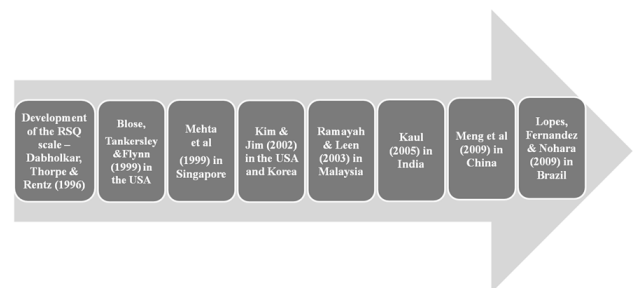 Development
of the RSQ
scale –
Dabholkar,
Thorpe &
Rentz (1996)
Blose,
Tankersley
&Flynn
(1999) in
the USA
Mehta
et al
(1999) in
Singapore
Kim &
Jim (2002)
in the USA
and Korea
Ramayah
& Leen
(2003) in
Malaysia
Kaul
(2005) in
India
Meng et al
(2009) in
China
Lopes,
Fernandez
& Nohara
(2009) in
Brazil